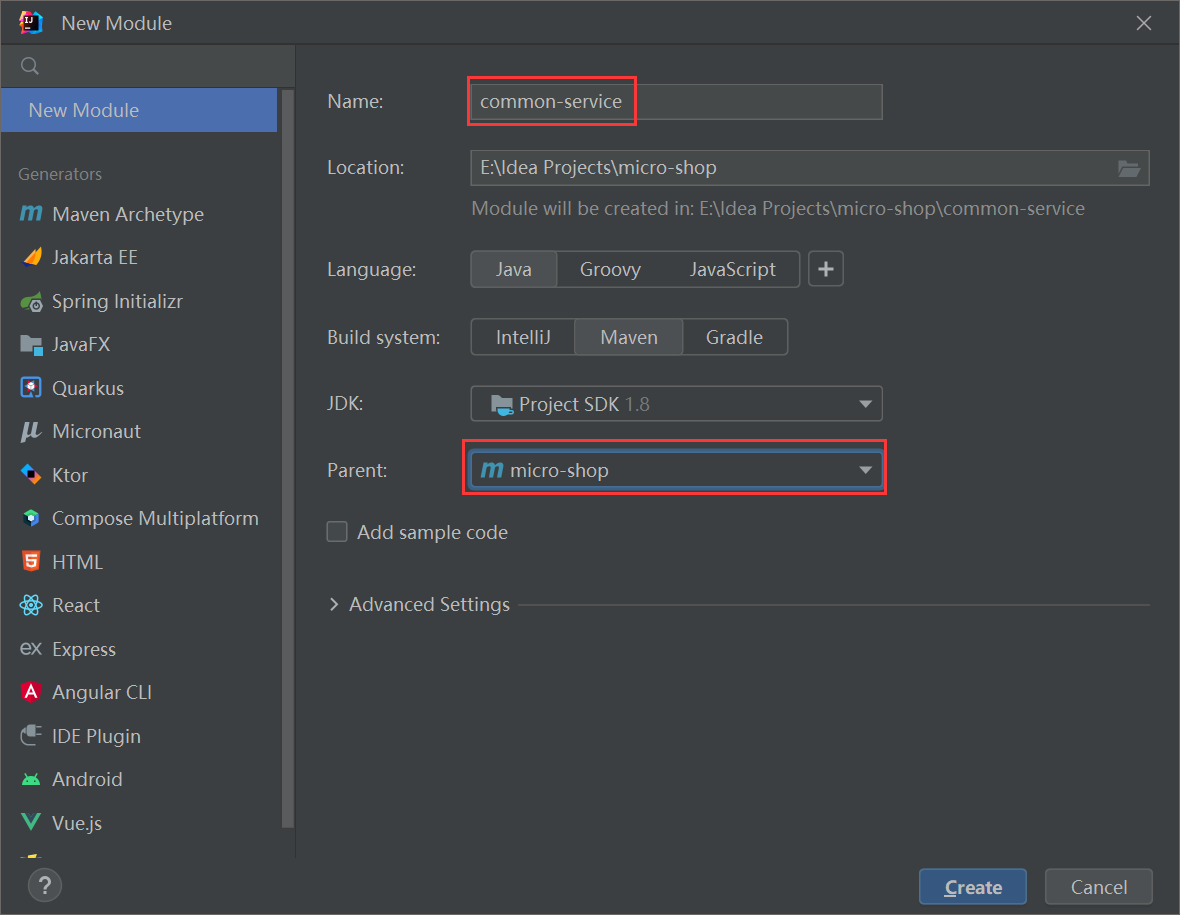 New Module
New Module
Generators
Maven Archetype
Jakarta EE
Spring Initializr
JavaFX
Quarkus
Micronaut
Ktor
Compose Multiplatform
HTML
React
Express
Angular CLI
IDE Plugin
Android
Vue.js
Name: common-service
Location: E:\Idea Projects\micro-shop
Module will be created in: E:\Idea Projects\micro-shop\common-service
Language: Java Groovy JavaScript +
Build system: IntelliJ Maven Gradle
JDK: Project SDK 1.8
Parent: micro-shop
Add sample code
Advanced Settings
? Create Cancel